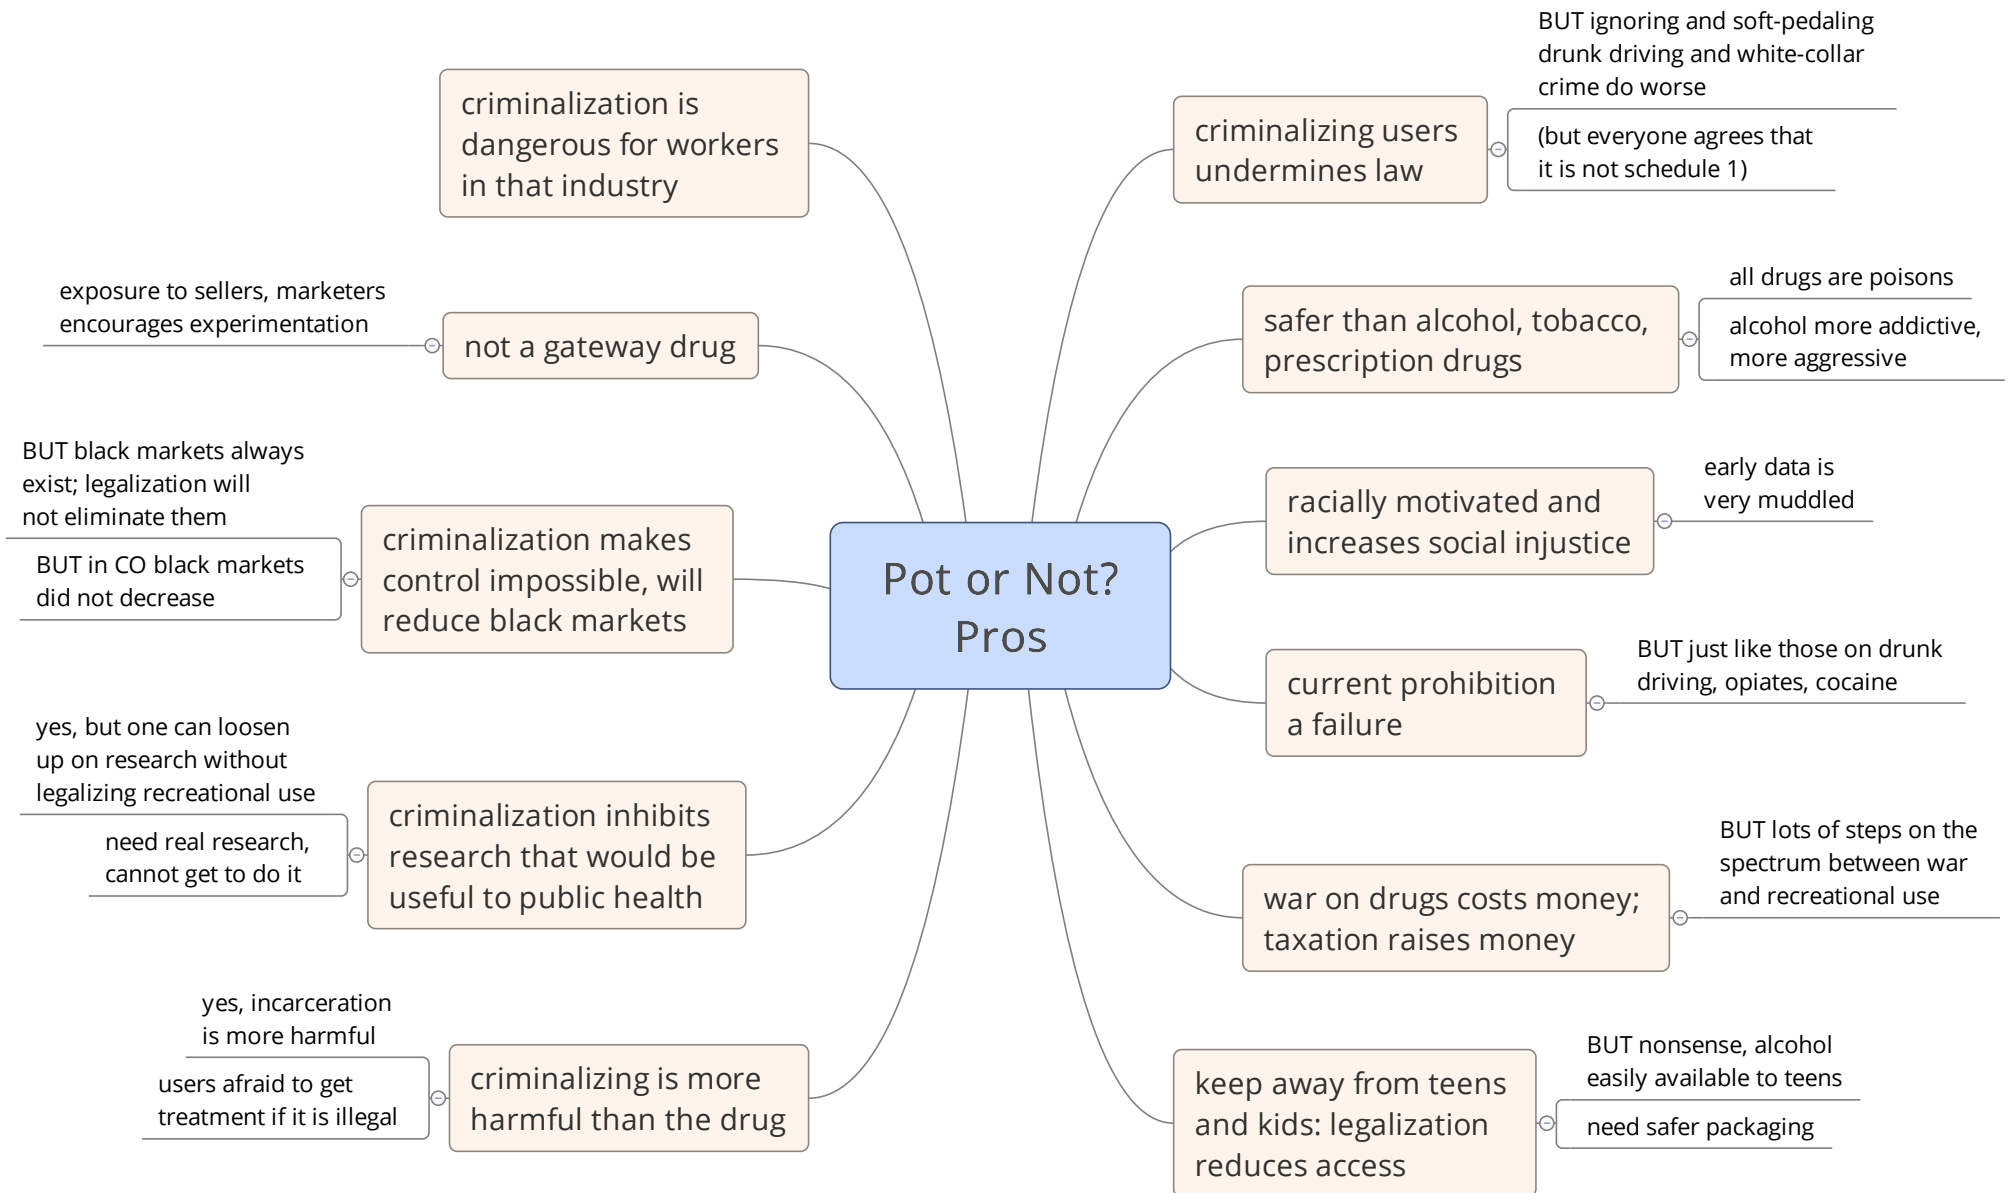 Pot or Not?
Pros
criminalizing users
undermines law
BUT ignoring and soft-pedaling
drunk driving and white-collar
crime do worse
(but everyone agrees that
it is not schedule 1)
safer than alcohol, tobacco,
prescription drugs
all drugs are poisons
alcohol more addictive,
more aggressive
racially motivated and
increases social injustice
early data is
very muddled
current prohibition
a failure
BUT just like those on drunk
driving, opiates, cocaine
war on drugs costs money;
taxation raises money
BUT lots of steps on the
spectrum between war
and recreational use
keep away from teens
and kids: legalization
reduces access
BUT nonsense, alcohol
easily available to teens
need safer packaging
criminalization is
dangerous for workers
in that industry
not a gateway drug
exposure to sellers, marketers
encourages experimentation
criminalization makes
control impossible, will
reduce black markets
BUT black markets always
exist; legalization will
not eliminate them
BUT in CO black markets
did not decrease
criminalization inhibits
research that would be
useful to public health
yes, but one can loosen
up on research without
legalizing recreational use
need real research,
cannot get to do it
criminalizing is more
harmful than the drug
yes, incarceration
is more harmful
users afraid to get
treatment if it is illegal